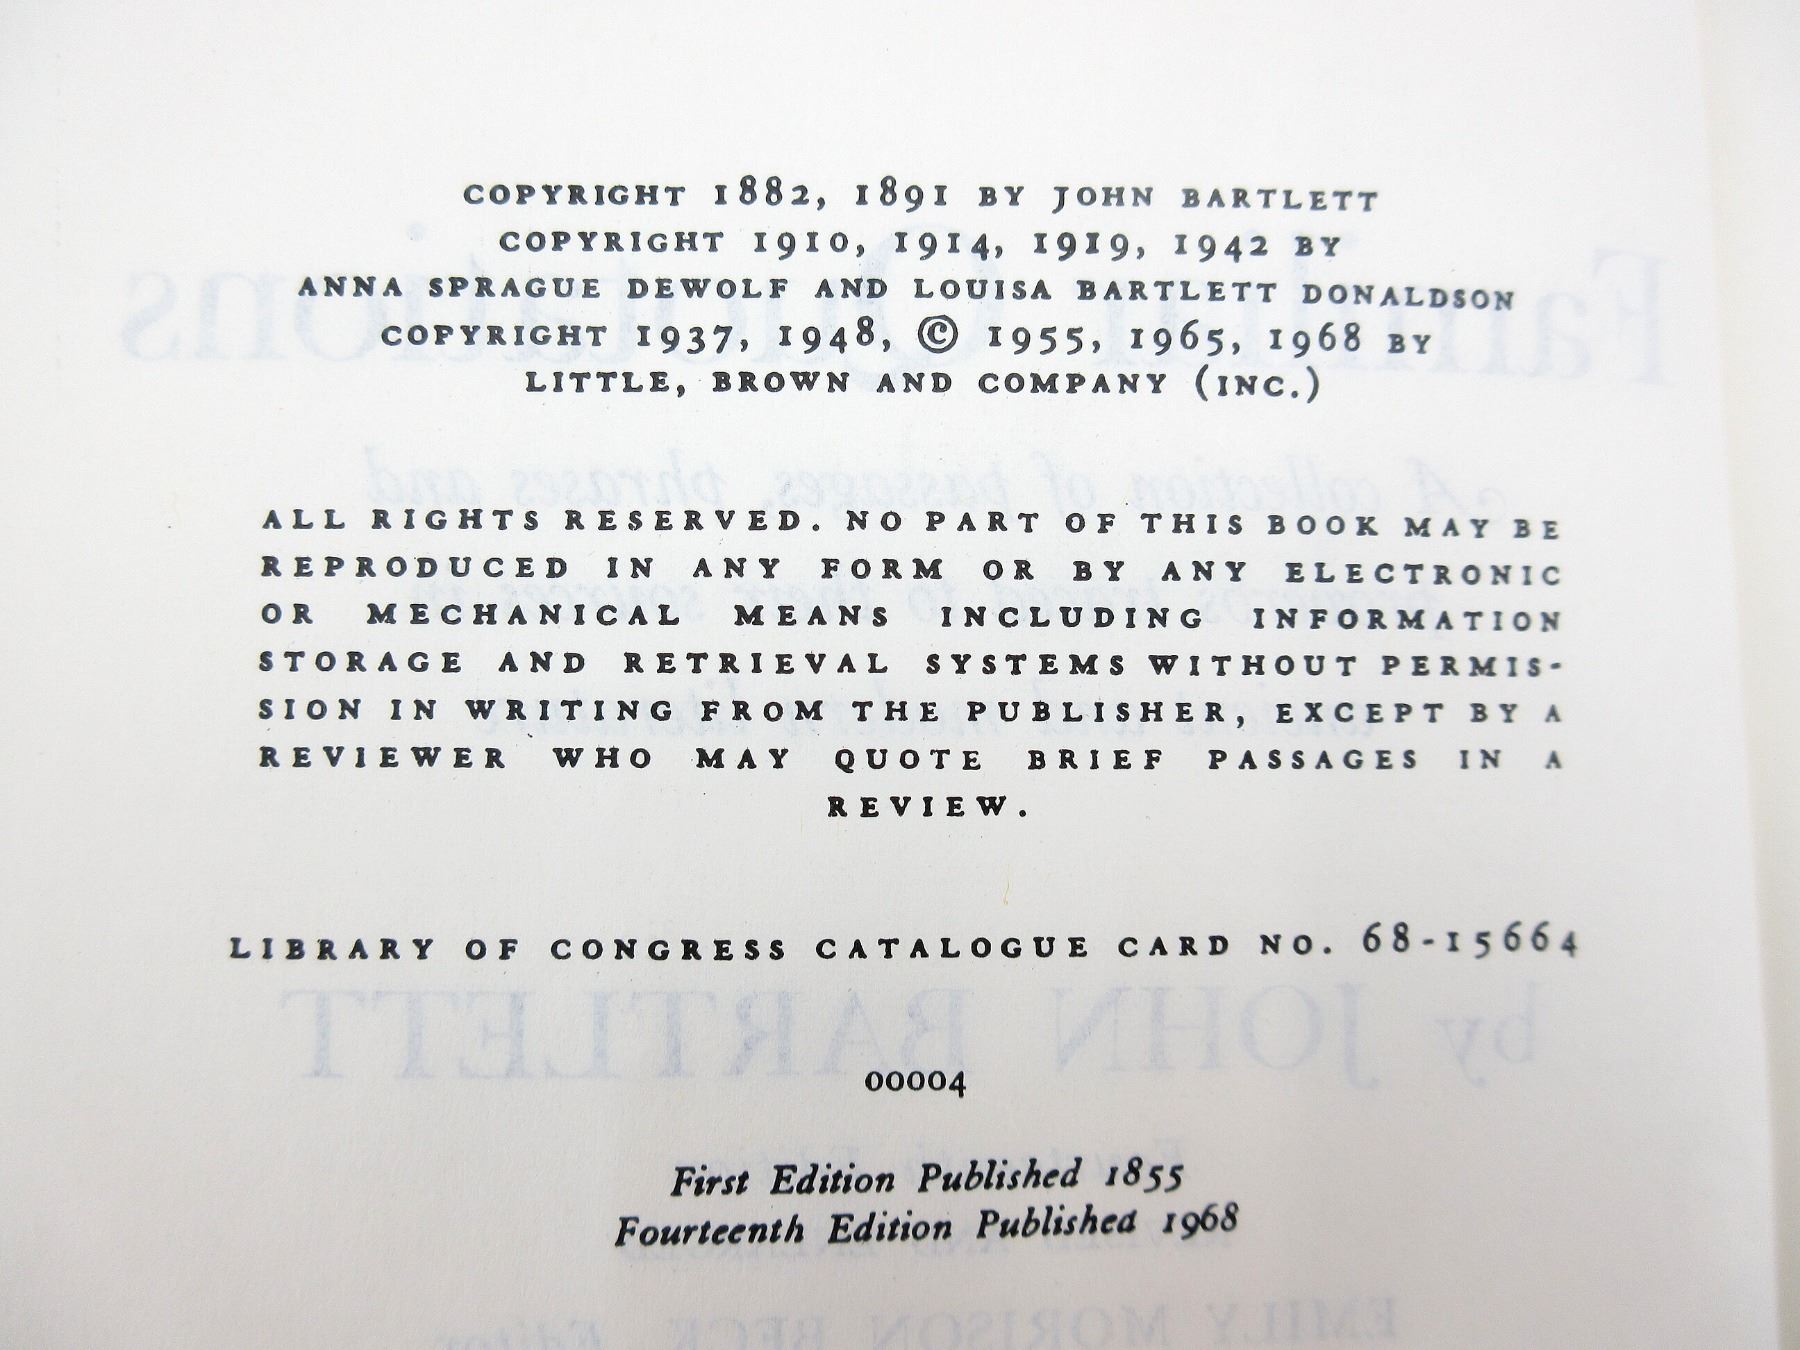 COPYRIGHT 1882, 1891 BY JOHN BARTLETT
COPYRIGHT 1910, 1914, 1919, 1942 BY
ANNA SPRAGUE DEWOLF AND LOUISA BARTLETT DONALDSON
COPYRIGHT 1937, 1948, © 1955, 1965, 1968 BY
LITTLE, BROWN AND COMPANY (INC.)
ALL RIGHTS RESERVED. NO PART OF THIS BOOK MAY BE
REPRODUCED IN ANY FORM OR BY ANY ELECTRONIC
OR MECHANICAL MEANS INCLUDING INFORMATION
STORAGE AND RETRIEVAL SYSTEMS WITHOUT PERMIS-
SION IN WRITING FROM THE PUBLISHER, EXCEPT BY A
REVIEWER WHO MAY QUOTE BRIEF PASSAGES IN A
REVIEW.
LIBRARY OF CONGRESS CATALOGUE CARD NO. 68-15664
00004
First Edition Published 1855
Fourteenth Edition Published 1968